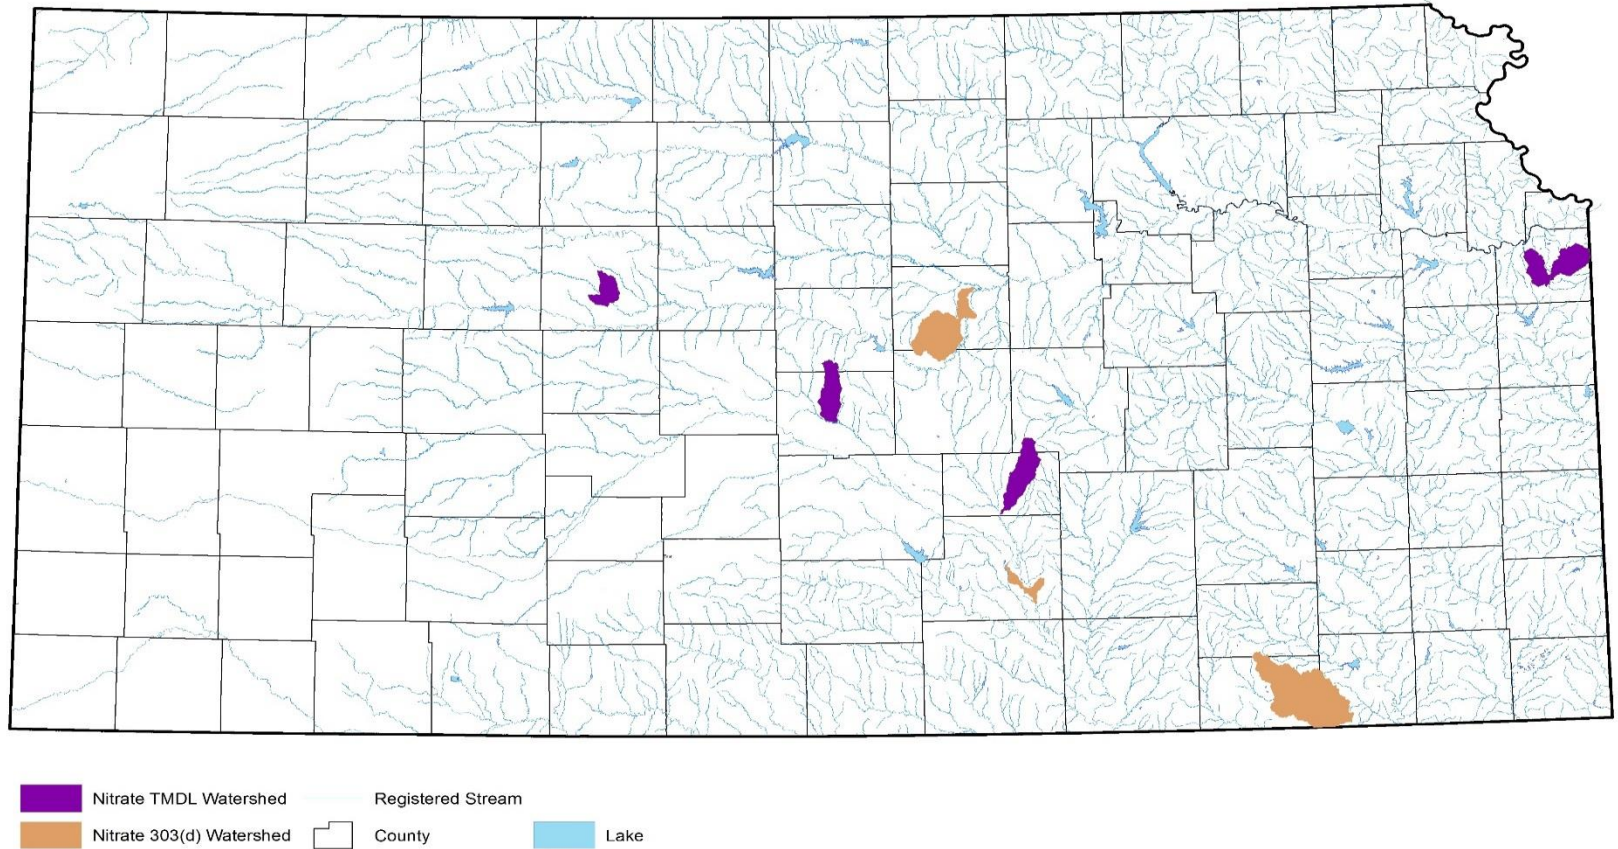 Nitrate TMDL Watershed
Registered Stream
Nitrate 303(d) Watershed
County
Lake